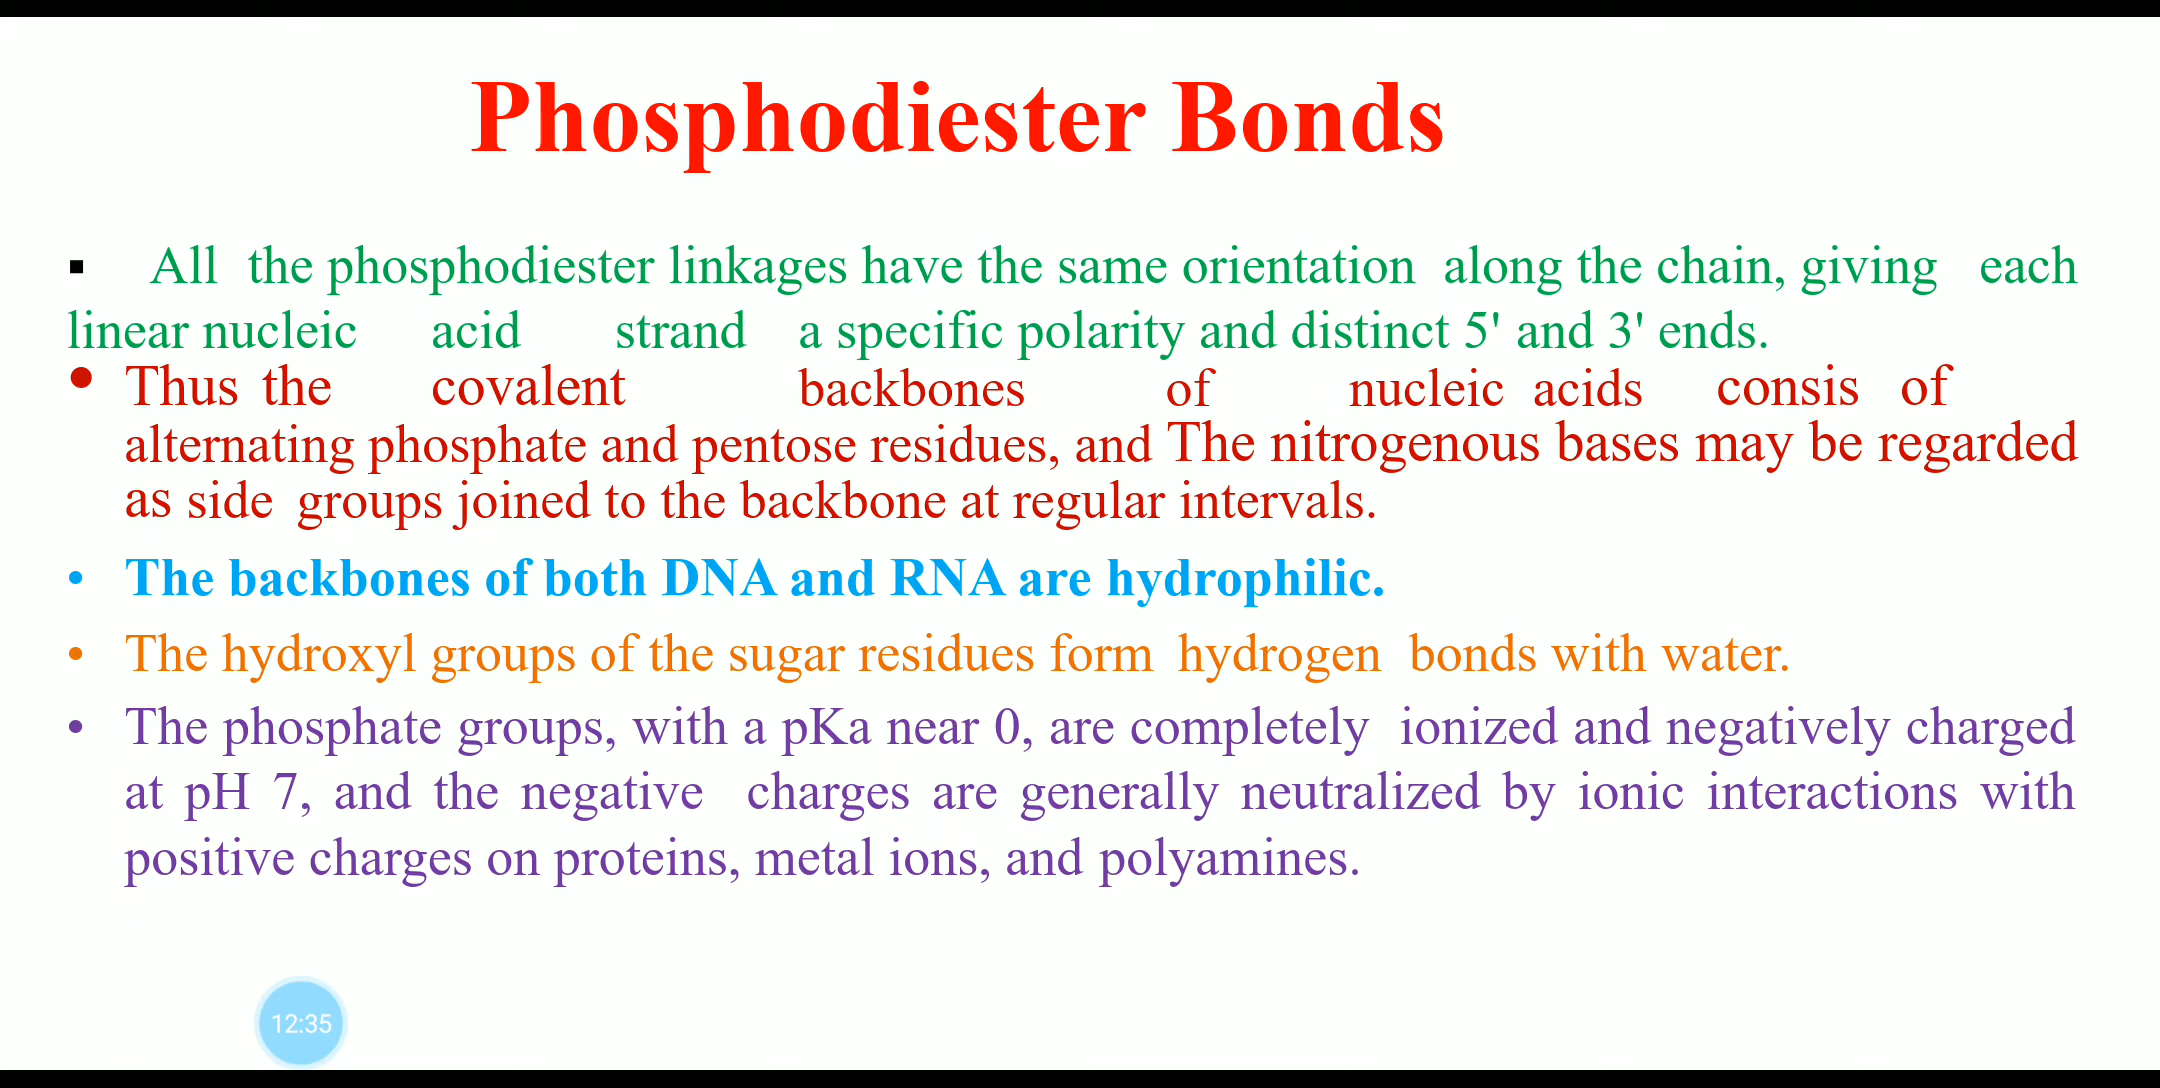 Phosphodiester Bonds
▪ All the phosphodiester linkages have the same orientation along the chain, giving each
linear nucleic acid strand a specific polarity and distinct 5' and 3' ends.
• Thus the covalent backbones of nucleic acids consis of
alternating phosphate and pentose residues, and The nitrogenous bases may be regarded
as side groups joined to the backbone at regular intervals.
• The backbones of both DNA and RNA are hydrophilic.
• The hydroxyl groups of the sugar residues form hydrogen bonds with water.
• The phosphate groups, with a pKa near 0, are completely ionized and negatively charged
at pH 7, and the negative charges are generally neutralized by ionic interactions with
positive charges on proteins, metal ions, and polyamines.
12:35